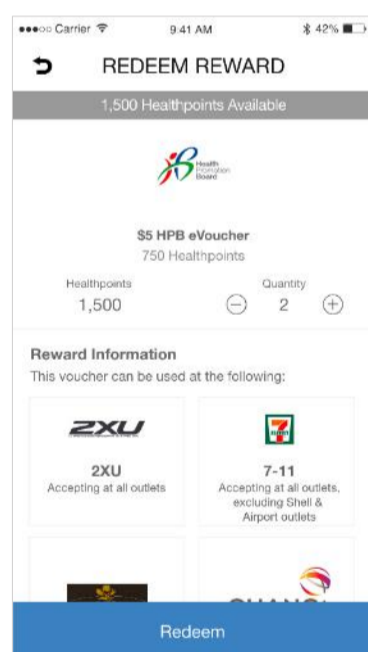 Carrier 9:41 AM 42%
REDEEM REWARD
1,500 Healthpoints Available
Health
Promotion
Board
$5 HPB eVoucher
750 Healthpoints
Healthpoints Quantity
1,500 2
Reward Information
This voucher can be used at the following:
2XU
7
ELEVEN
2XU
Accepting at all outlets
7-11
Accepting at all outlets,
excluding Shell &
Airport outlets
Redeem